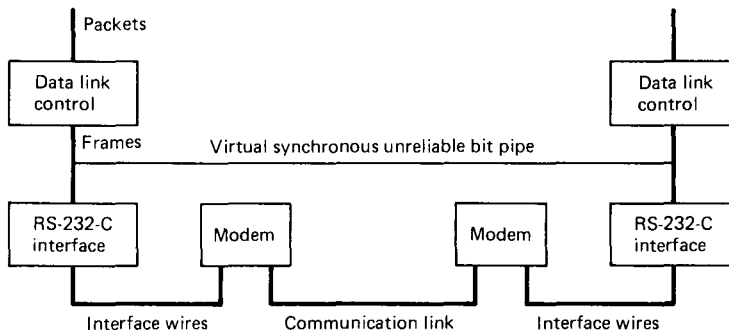 Packets
Data link
control
Data link
control
Frames
Virtual synchronous unreliable bit pipe
RS-232-C
interface
Modem
Modem
RS-232-C
interface
Interface wires
Communication link
Interface wires